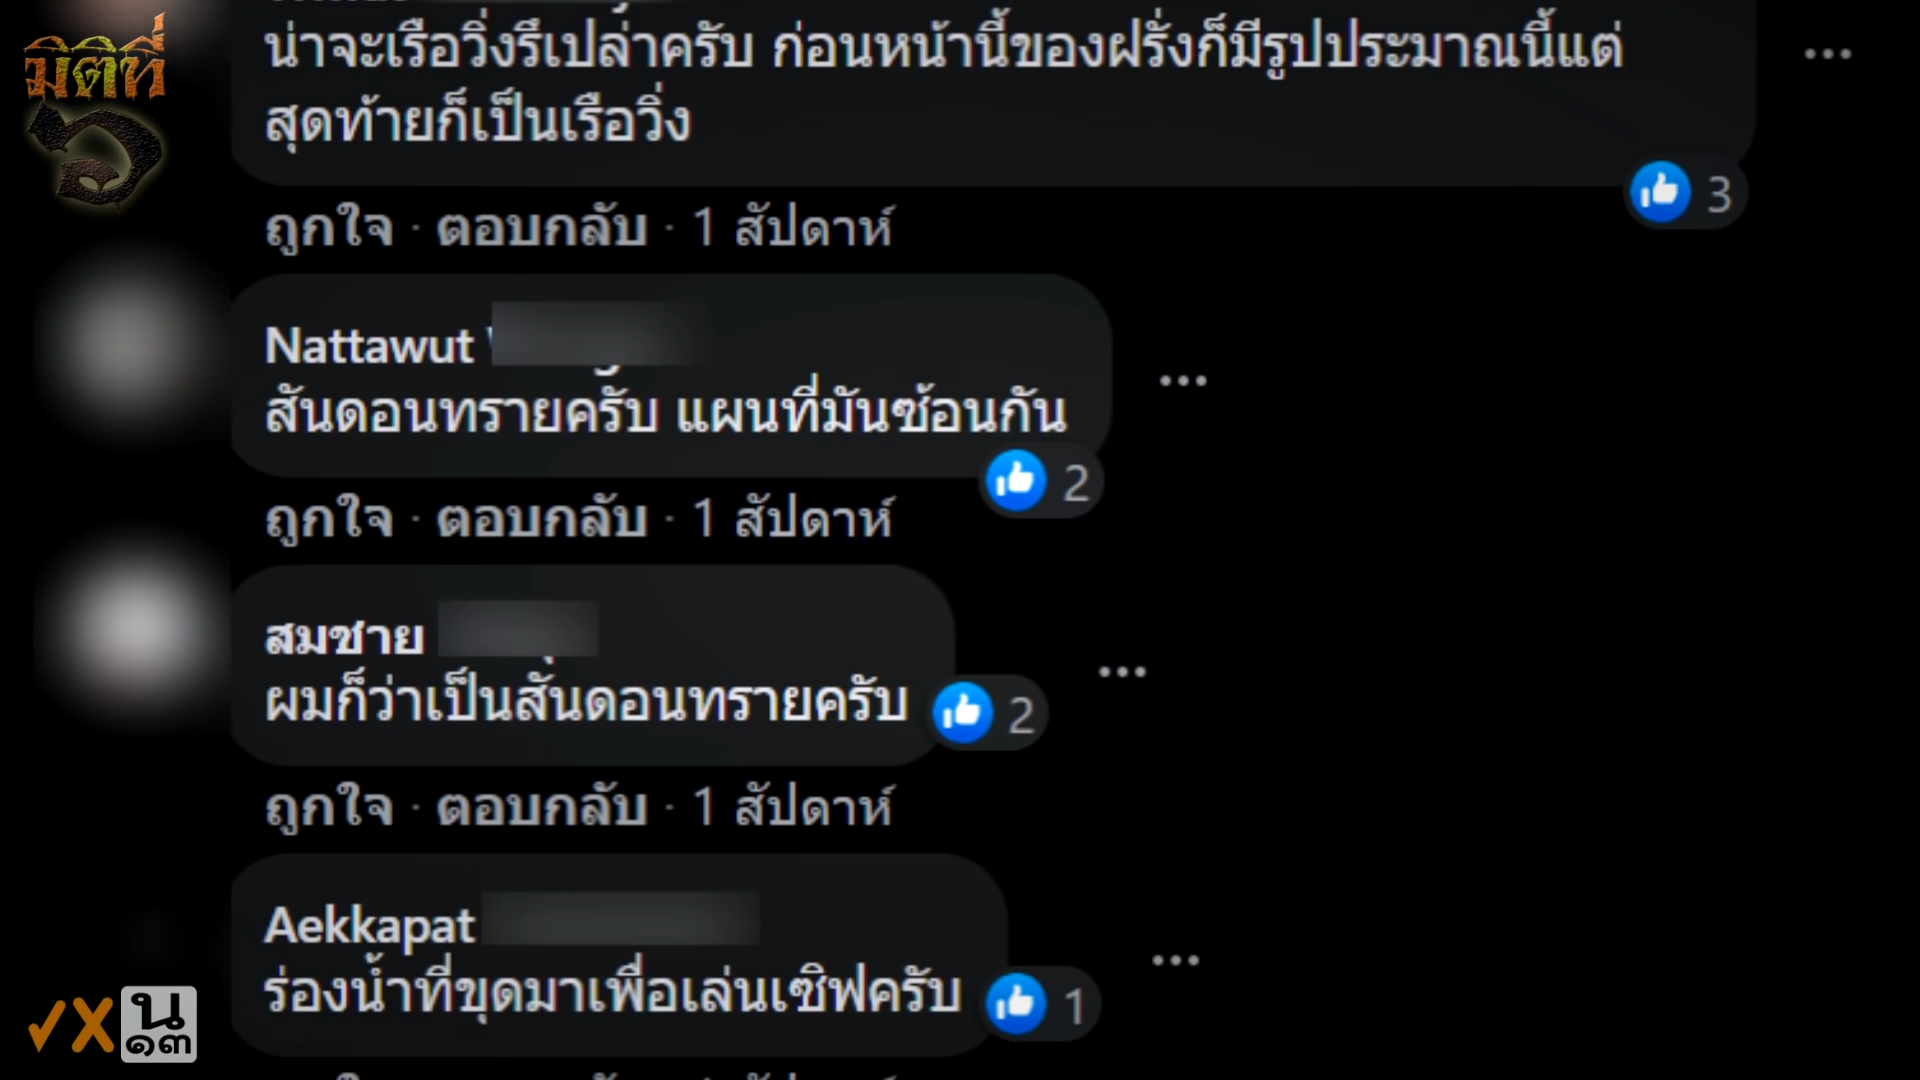 มิติที่
๖
น่าจะเรือวิ่งรึเปล่าครับ ก่อนหน้านี้ของฝรั่งก็มีรูปประมาณนี้แต่
สุดท้ายก็เป็นเรือวิ่ง
3
ถูกใจ · ตอบกลับ · 1 สัปดาห์
Nattawut
สันดอนทรายครับ แผนที่มันซ้อนกัน
2
ถูกใจ · ตอบกลับ · 1 สัปดาห์
สมชาย
ผมก็ว่าเป็นสันดอนทรายครับ
2
ถูกใจ · ตอบกลับ · 1 สัปดาห์
Aekkapat
ร่องน้ำที่ขุดมาเพื่อเล่นเซิฟครับ
1
✓X น
๑๓